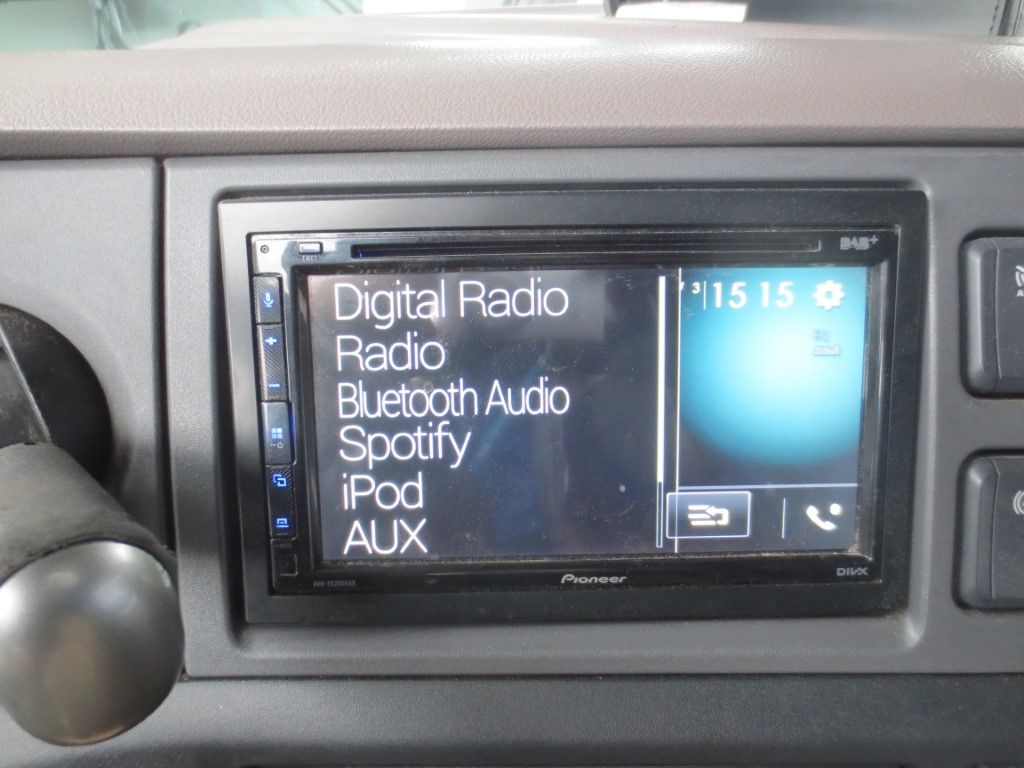 DAB+
Digital Radio
Radio
Bluetooth Audio
Spotify
iPod
AUX
15 15
Pioneer
DIVX